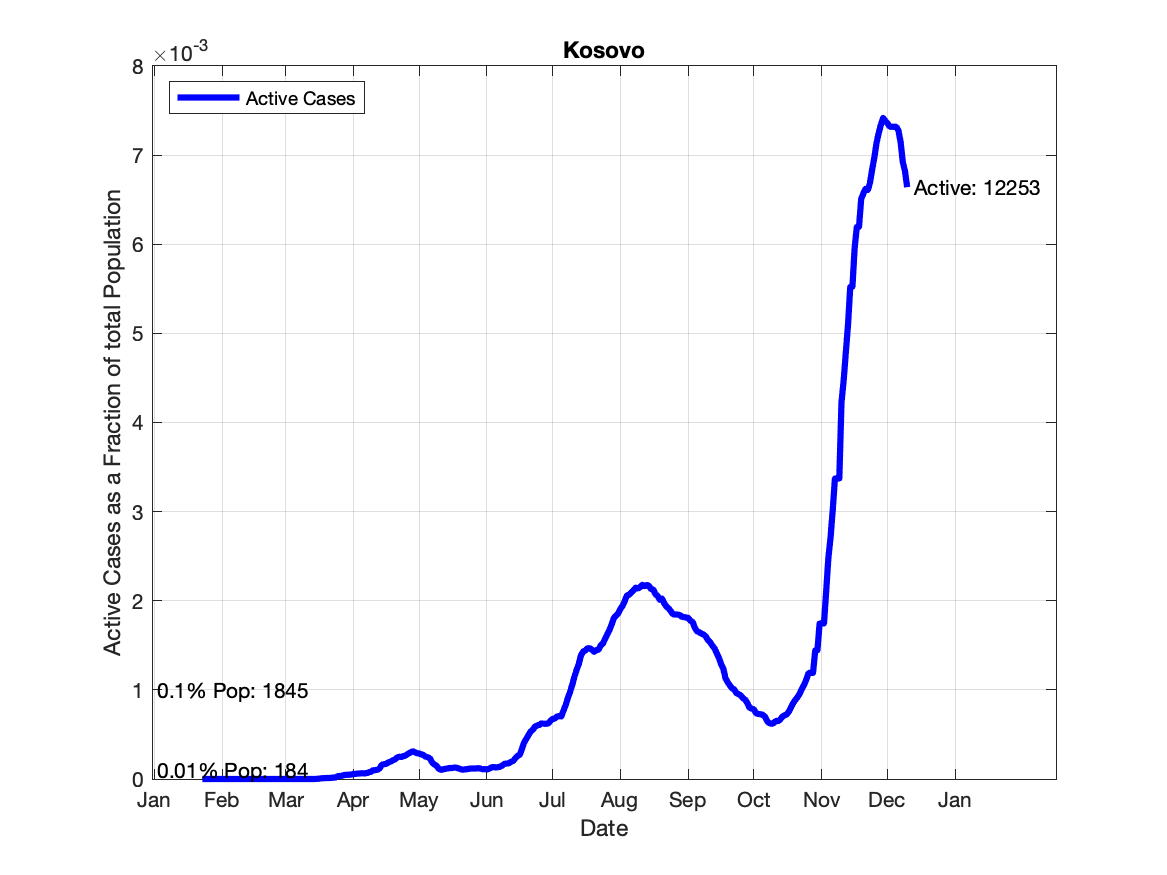 Kosovo
×10-3
Active Cases
8
7
6
5
4
3
2
1
0
Active Cases as a Fraction of total Population
Active: 12253
0.1% Pop: 1845
0.01% Pop: 184
Jan Feb Mar Apr May Jun Jul Aug Sep Oct Nov Dec Jan
Date